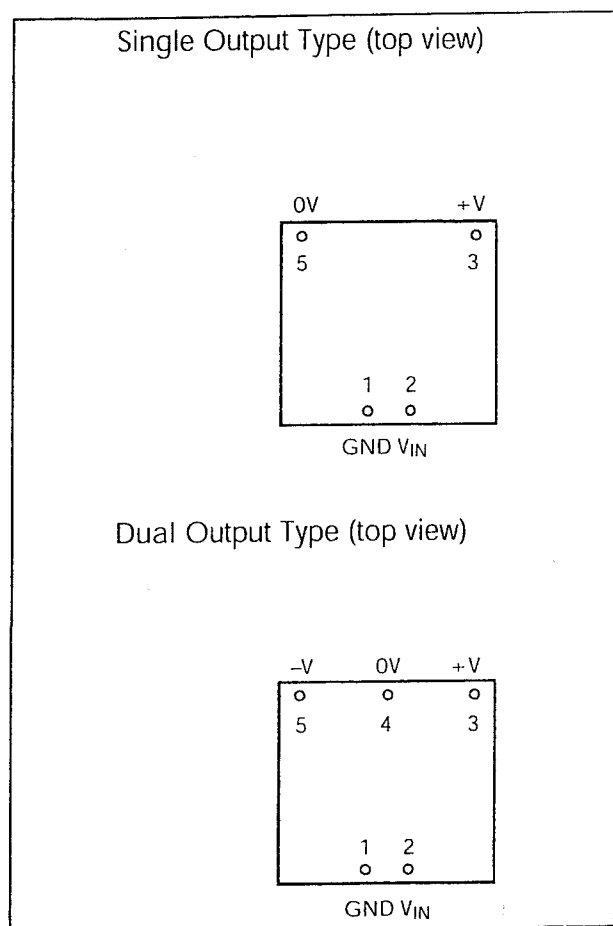 Single Output Type (top view)
0V +V
5 3
1 2
GND VIN
Dual Output Type (top view)
–V 0V +V
5 4 3
1 2
GND VIN